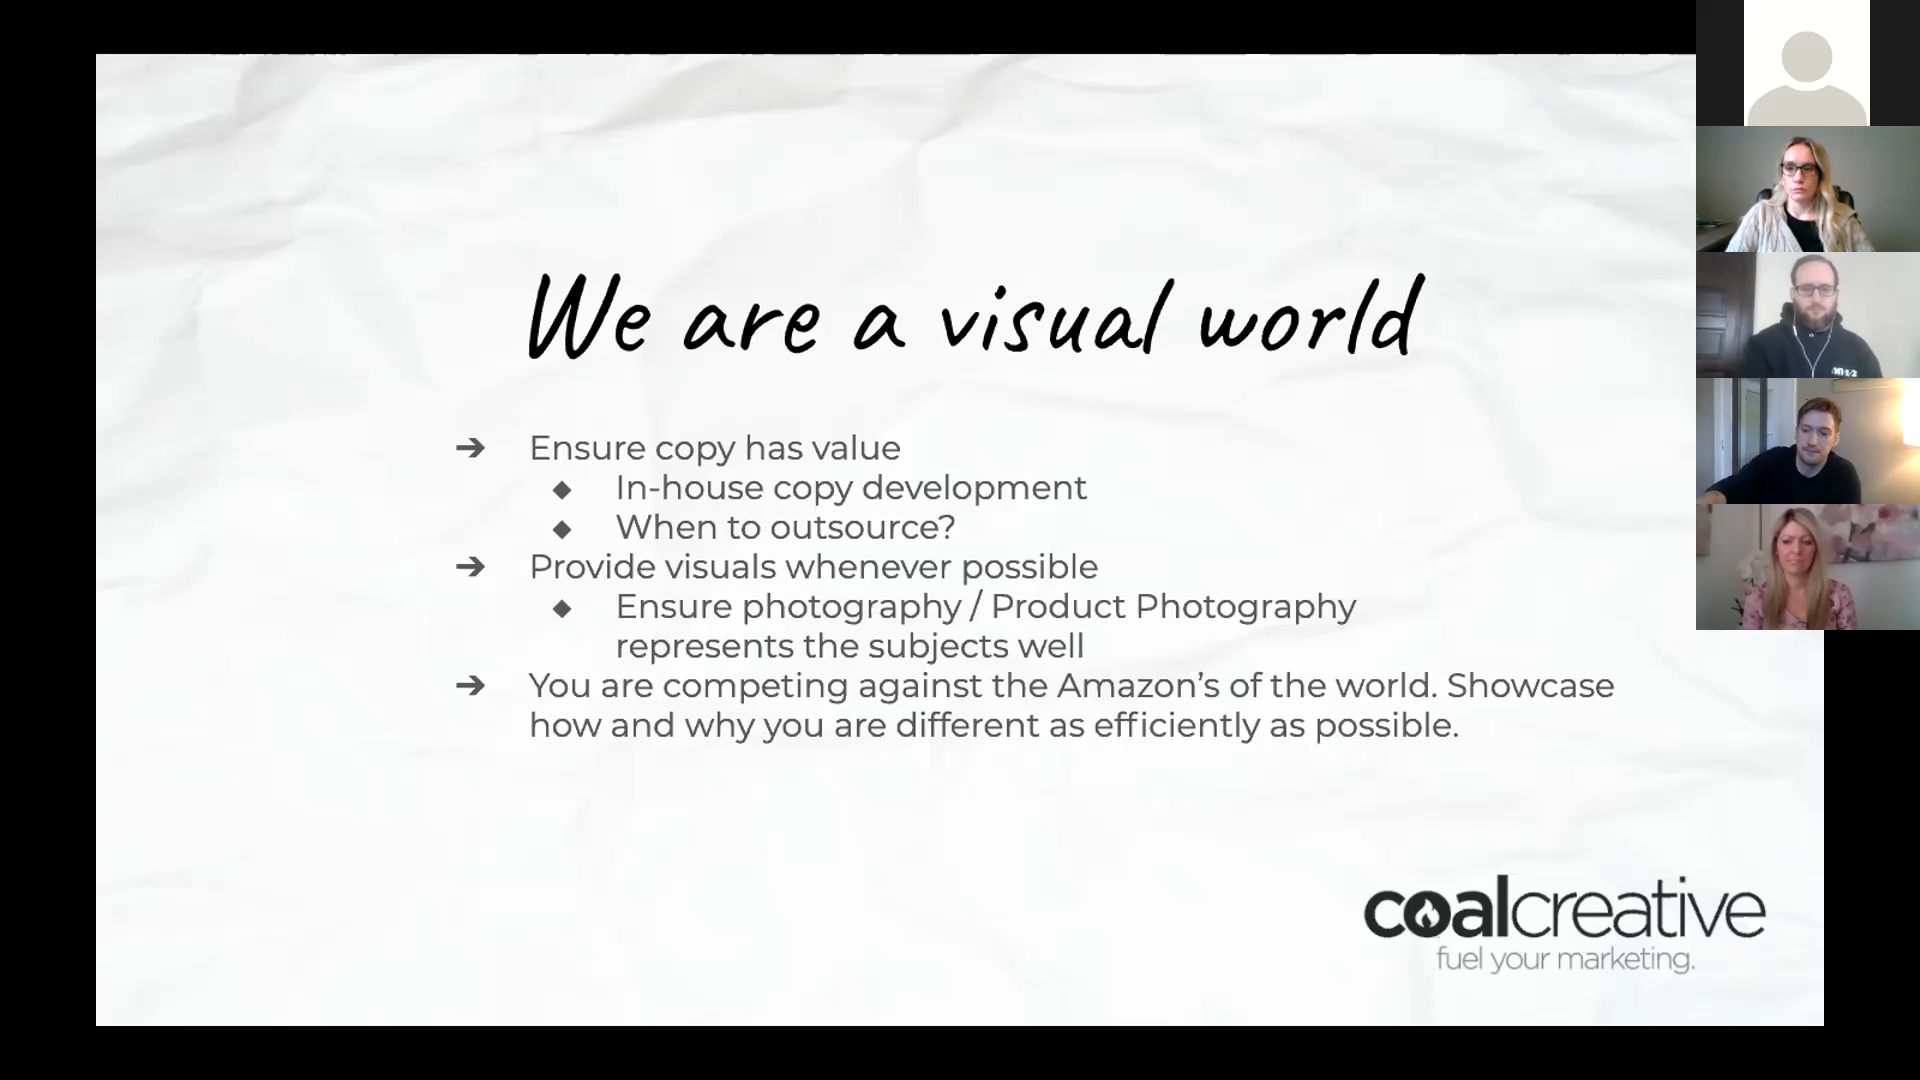 We are a visual world
➔ Ensure copy has value
◆ In-house copy development
◆ When to outsource?
➔ Provide visuals whenever possible
◆ Ensure photography / Product Photography
represents the subjects well
➔ You are competing against the Amazon’s of the world. Showcase
how and why you are different as efficiently as possible.
coalcreative
fuel your marketing.